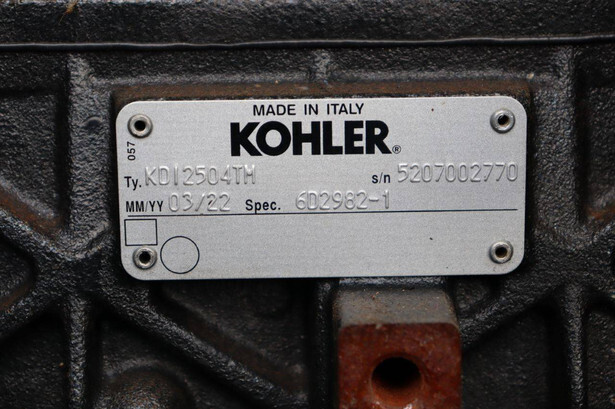 MADE IN ITALY
KOHLER®
057
Ty. KDI2504TM s/n 5207002770
MM/YY 03/22 Spec. 6D2982-1